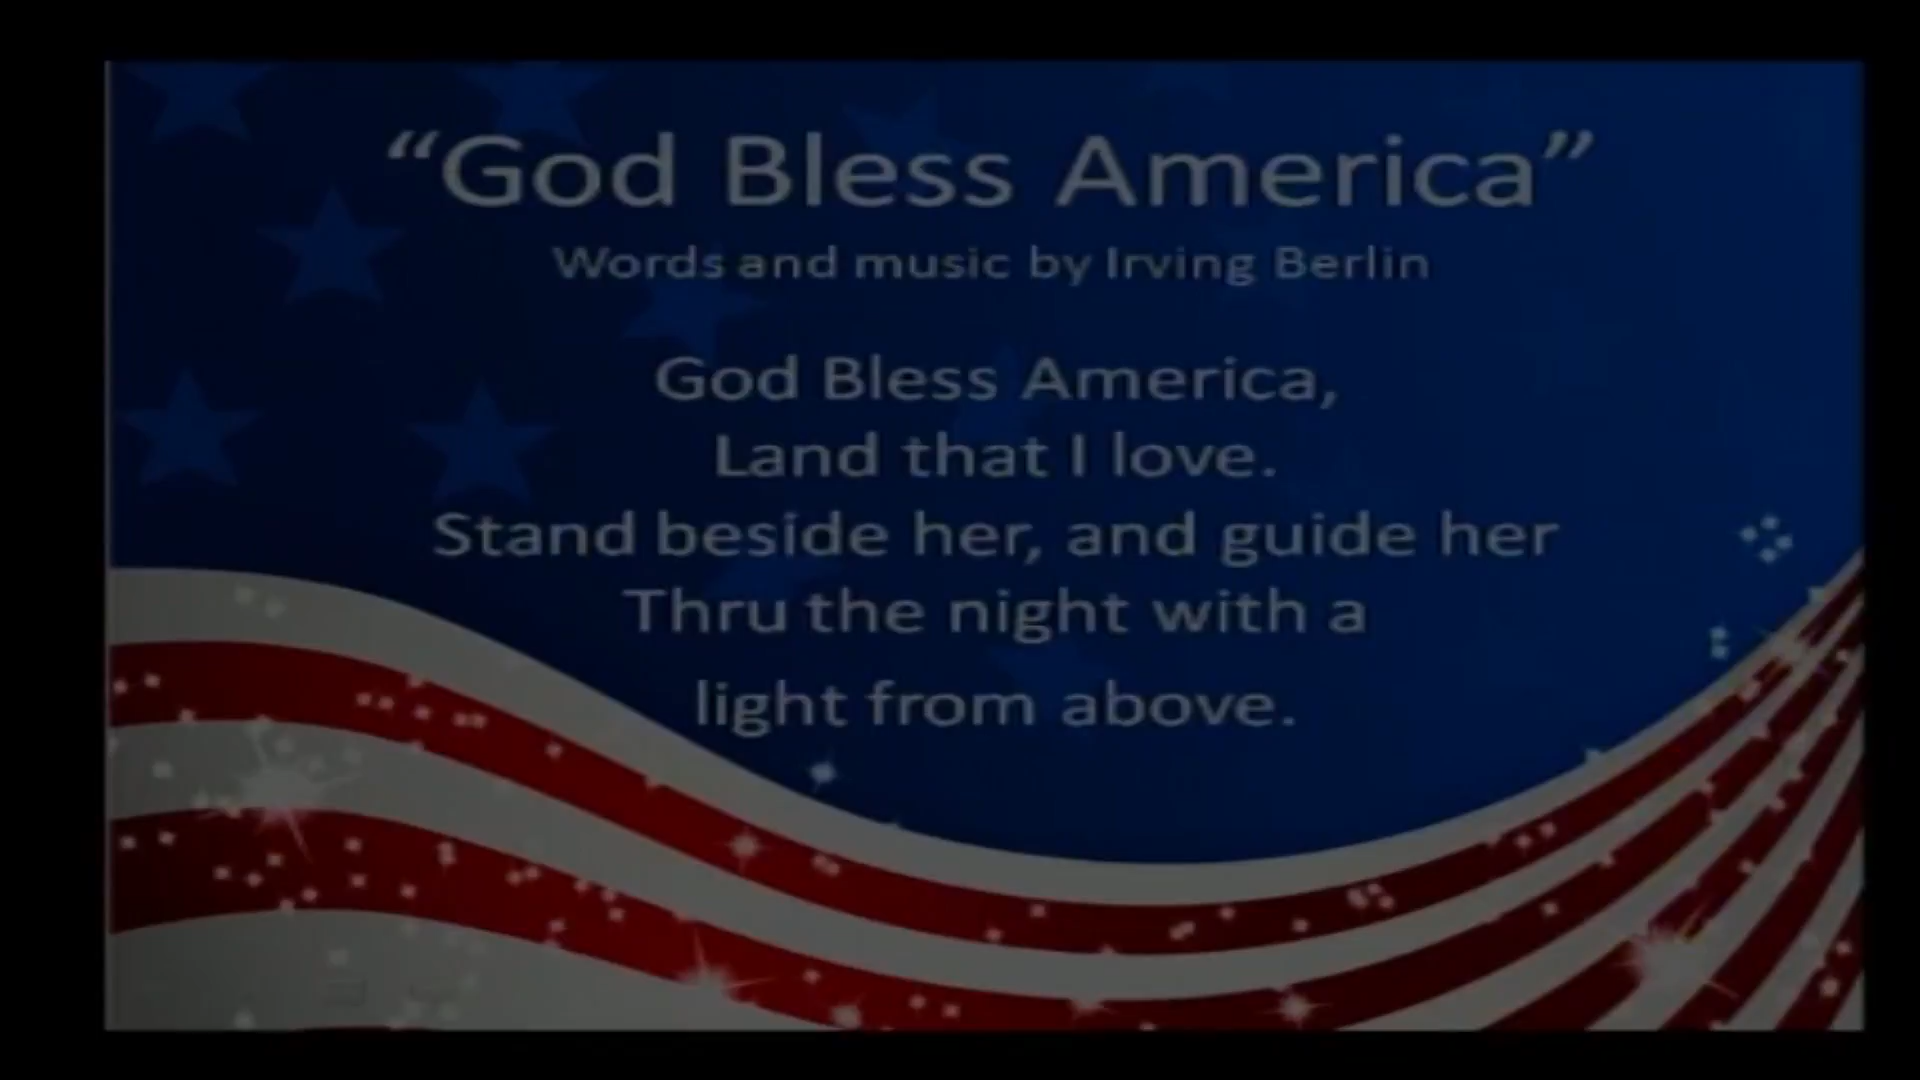 “God Bless America”
Words and music by Irving Berlin
God Bless America,
Land that I love.
Stand beside her, and guide her
Thru the night with a
light from above.